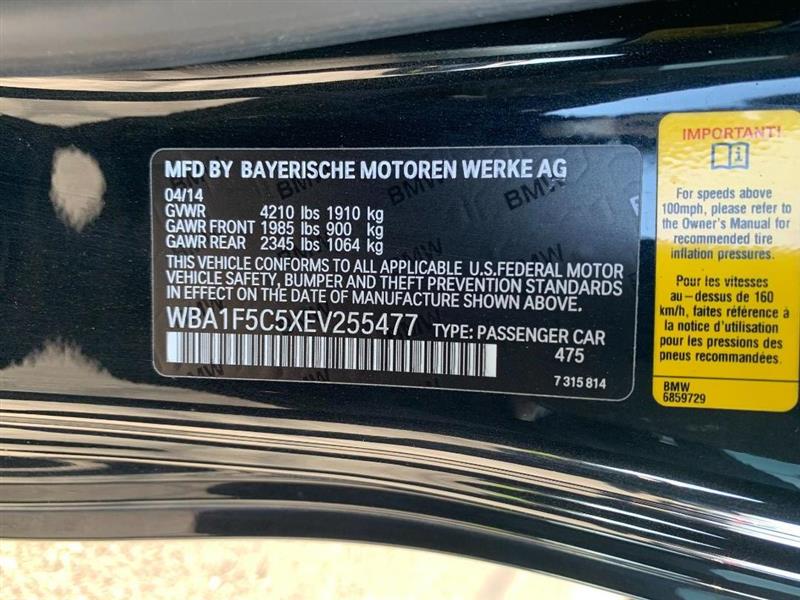 MFD BY BAYERISCHE MOTOREN WERKE AG
04/14
GVWR 4210 lbs 1910 kg
GAWR FRONT 1985 lbs 900 kg
GAWR REAR 2345 lbs 1064 kg
THIS VEHICLE CONFORMS TO ALL APPLICABLE U.S.FEDERAL MOTOR
VEHICLE SAFETY, BUMPER AND THEFT PREVENTION STANDARDS
IN EFFECT ON THE DATE OF MANUFACTURE SHOWN ABOVE.
WBA1F5C5XEV255477 TYPE: PASSENGER CAR
475
7 315 814
IMPORTANT!
For speeds above
100mph, please refer to
the Owner's Manual for
recommended tire
inflation pressures.
Pour les vitesses
au-dessus de 160
km/h, faites référence à
la notice d'utilisation
pour les pressions des
pneus recommandées.
BMW
6859729